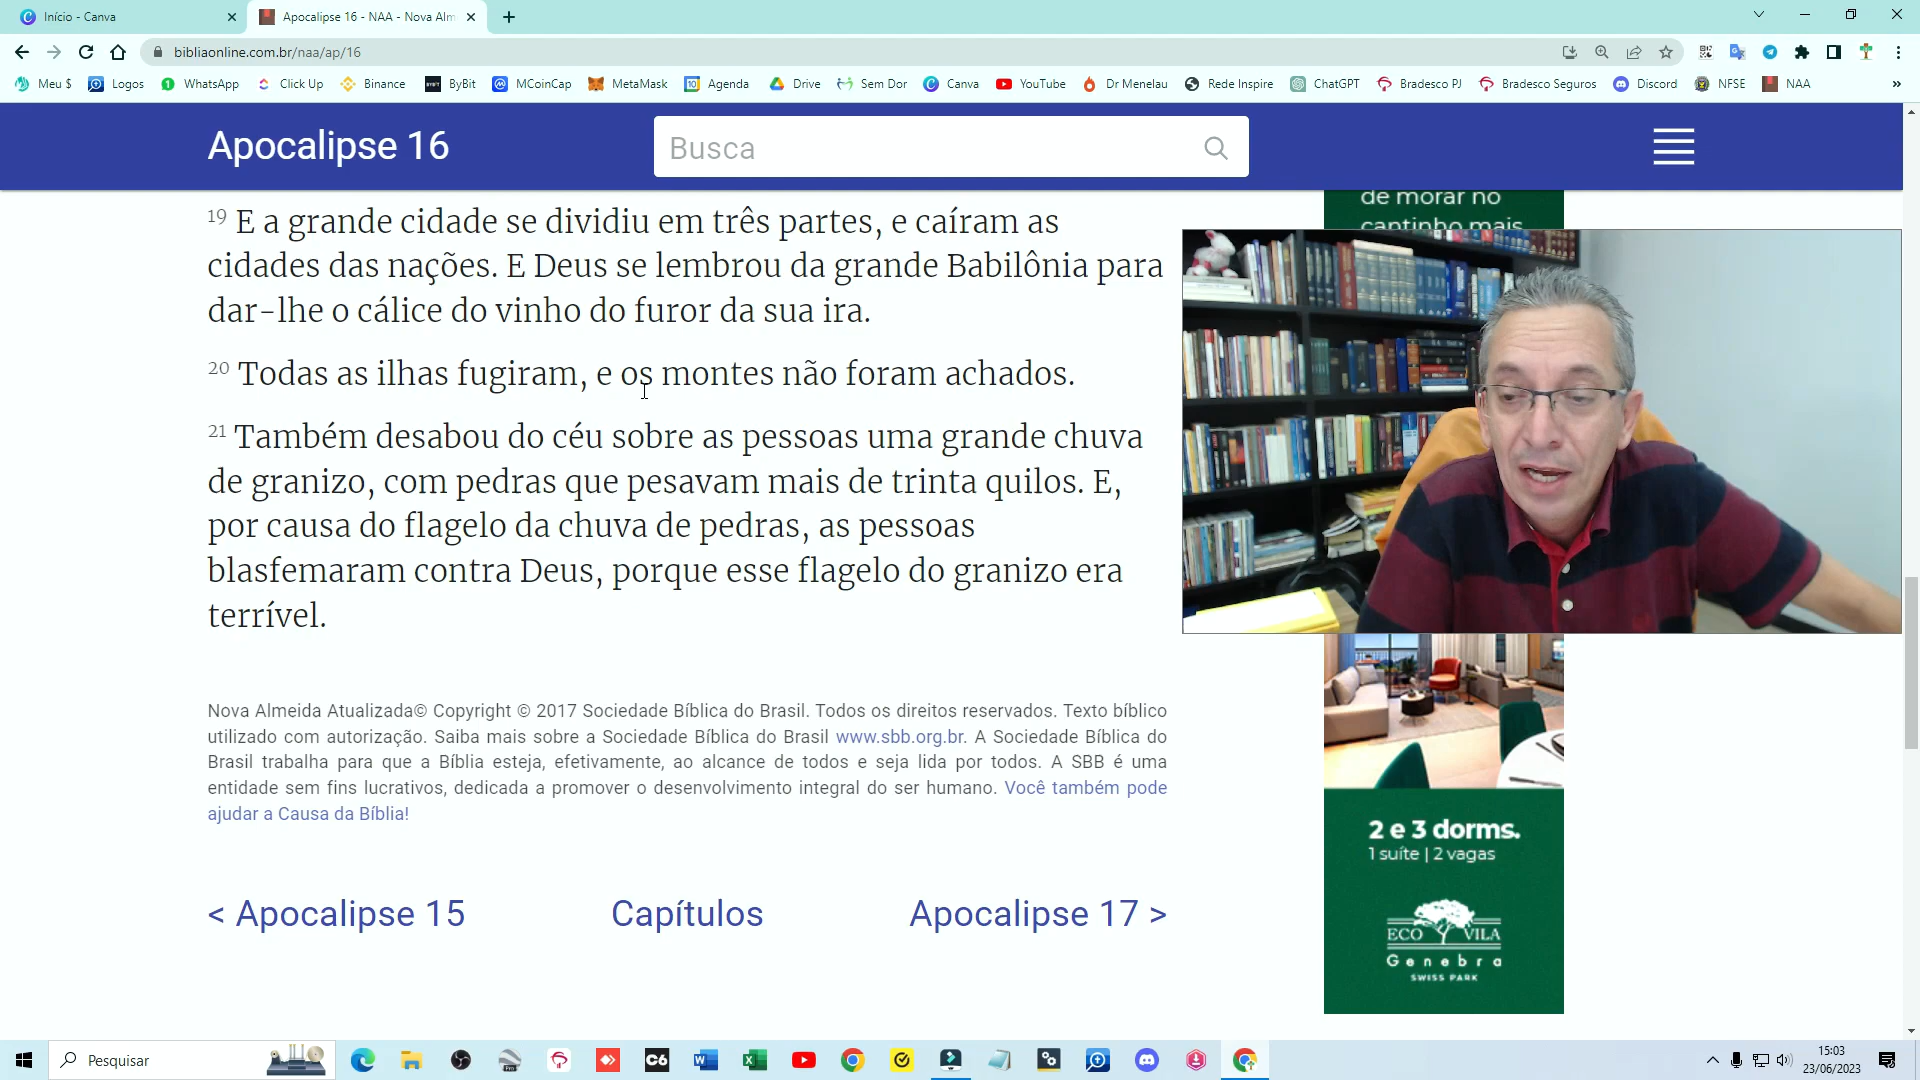 Início - Canva
Apocalipse 16 - NAA - Nova Alm
bibliaonline.com.br/naa/ap/16
Meu $
Logos
WhatsApp
Click Up
Binance
ByBit
MCoinCap
MetaMask
Agenda
Drive
Sem Dor
Canva
YouTube
Dr Menelau
Rede Inspire
ChatGPT
Bradesco PJ
Bradesco Seguros
Discord
NFSE
NAA
»
Apocalipse 16
Busca
de morar no
cantinho mais
19 E a grande cidade se dividiu em três partes, e caíram as
cidades das nações. E Deus se lembrou da grande Babilônia para
dar-lhe o cálice do vinho do furor da sua ira.
20 Todas as ilhas fugiram, e os montes não foram achados.
21 Também desabou do céu sobre as pessoas uma grande chuva
de granizo, com pedras que pesavam mais de trinta quilos. E,
por causa do flagelo da chuva de pedras, as pessoas
blasfemaram contra Deus, porque esse flagelo do granizo era
terrível.
Nova Almeida Atualizada© Copyright © 2017 Sociedade Bíblica do Brasil. Todos os direitos reservados. Texto bíblico
utilizado com autorização. Saiba mais sobre a Sociedade Bíblica do Brasil www.sbb.org.br. A Sociedade Bíblica do
Brasil trabalha para que a Bíblia esteja, efetivamente, ao alcance de todos e seja lida por todos. A SBB é uma
entidade sem fins lucrativos, dedicada a promover o desenvolvimento integral do ser humano. Você também pode
ajudar a Causa da Bíblia!
2 e 3 dorms.
1 suíte | 2 vagas
ECO VILA
Genebra
SWISS PARK
< Apocalipse 15
Capítulos
Apocalipse 17 >
Pesquisar
C6
15:03
23/06/2023